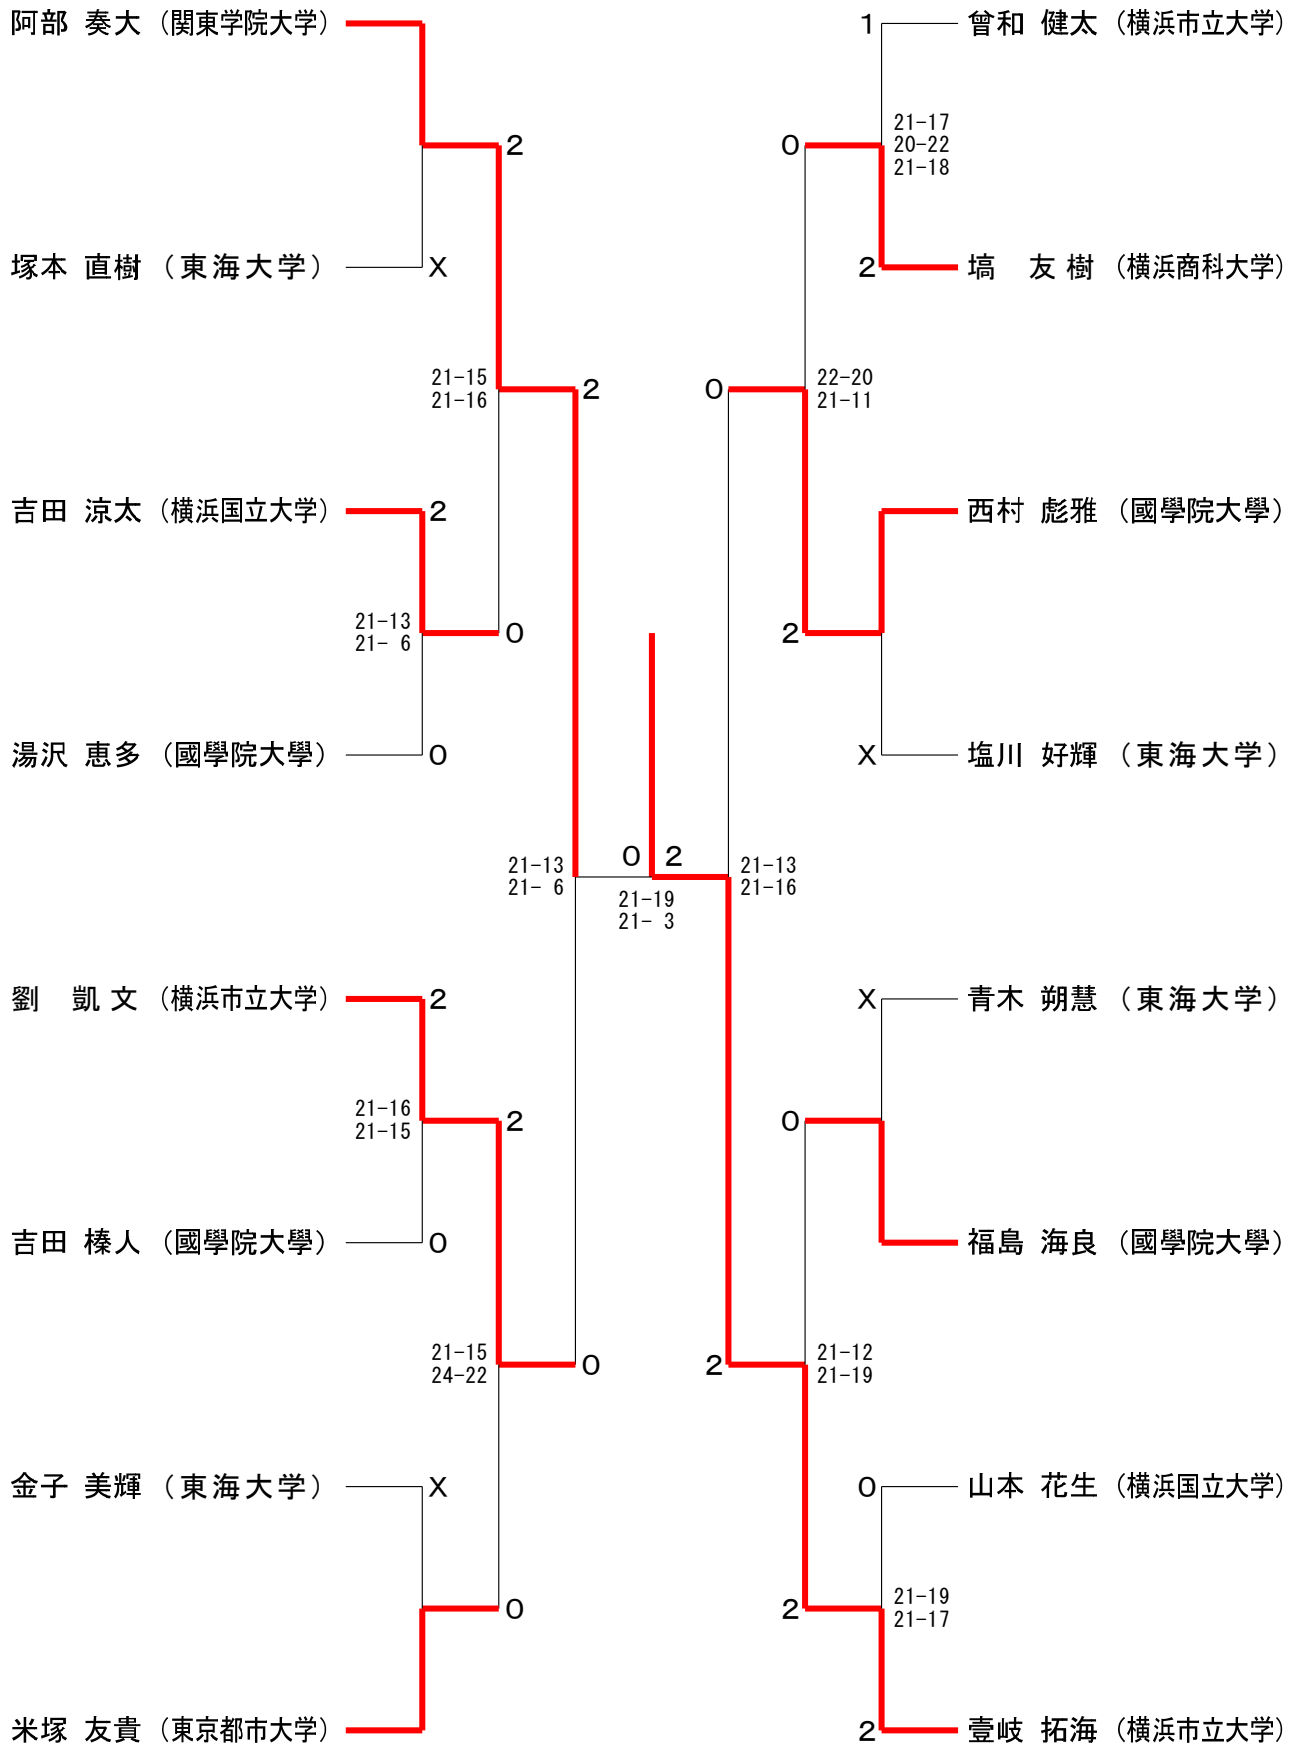 阿部 奏大 (関東学院大学)
2
塚本 直樹 (東海大学)
X
21-15
21-16
2
吉田 涼太 (横浜国立大学)
2
21-13
21- 6
0
湯沢 恵多 (國學院大學)
0
21-13
21- 6
劉 凱文 (横浜市立大学)
2
21-16
21-15
2
吉田 榛人 (國學院大學)
0
21-15
24-22
0
金子 美輝 (東海大学)
X
0
米塚 友貴 (東京都市大学)
0 2
21-19
21- 3
1
曾和 健太 (横浜市立大学)
0
21-17
20-22
21-18
2
塙 友樹 (横浜商科大学)
0
22-20
21-11
西村 彪雅 (國學院大學)
2
X
塩川 好輝 (東海大学)
21-13
21-16
X
青木 朔慧 (東海大学)
0
福島 海良 (國學院大學)
2
21-12
21-19
0
山本 花生 (横浜国立大学)
2
21-19
21-17
2
壹岐 拓海 (横浜市立大学)